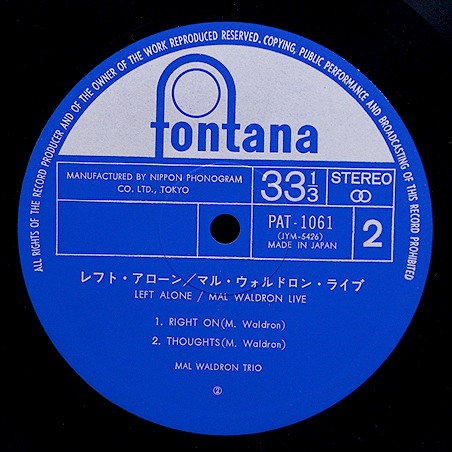 ALL RIGHTS OF THE RECORD PRODUCER AND OF THE OWNER OF THE WORK REPRODUCED RESERVED. COPYING, PUBLIC PERFORMANCE AND BROADCASTING OF THIS RECORD PROHIBITED
fontana
MANUFACTURED BY NIPPON PHONOGRAM
CO. LTD., TOKYO
33 1/3
STEREO
PAT-1061
(JYM-5426)
MADE IN JAPAN
2
レフト・アローン／マル・ウォルドロン・ライブ
LEFT ALONE / MAL WALDRON LIVE
1. RIGHT ON(M. Waldron)
2. THOUGHTS(M. Waldron)
MAL WALDRON TRIO
②